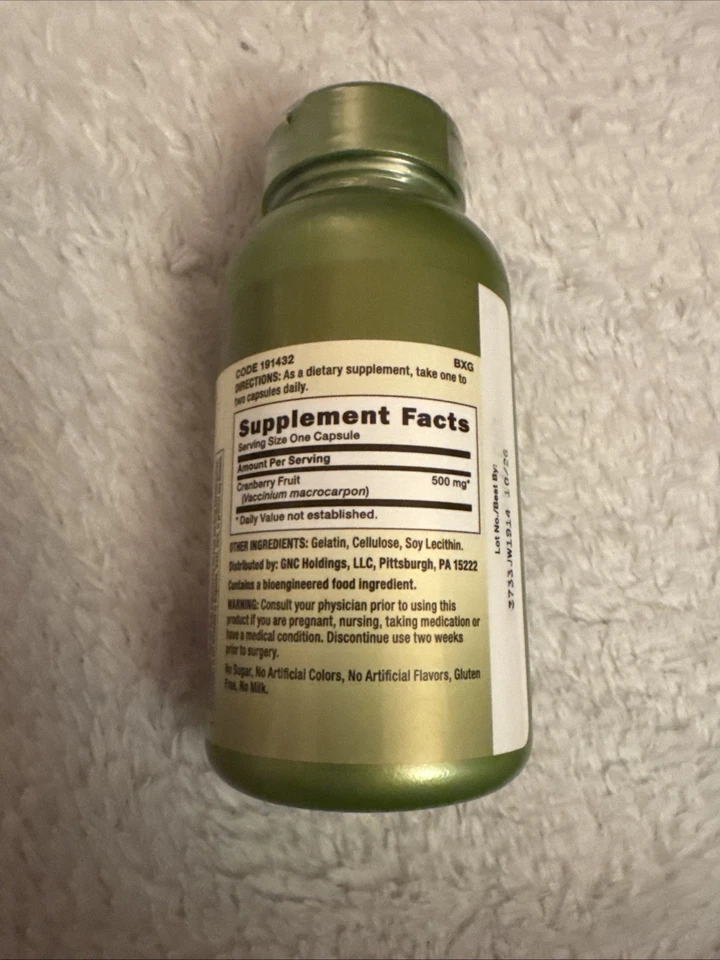 CODE 191432 BXG
DIRECTIONS: As a dietary supplement, take one to
two capsules daily.
Supplement Facts
Serving Size One Capsule
Amount Per Serving
Cranberry Fruit 500 mg*
(Vaccinium macrocarpon)
*Daily Value not established.
OTHER INGREDIENTS: Gelatin, Cellulose, Soy Lecithin.
Distributed by: GNC Holdings, LLC, Pittsburgh, PA 15222
Contains a bioengineered food ingredient.
WARNING: Consult your physician prior to using this
product if you are pregnant, nursing, taking medication or
have a medical condition. Discontinue use two weeks
prior to surgery.
No Sugar, No Artificial Colors, No Artificial Flavors, Gluten
Free, No Milk.
Lot No./Best By:
3733JW1914 10/26